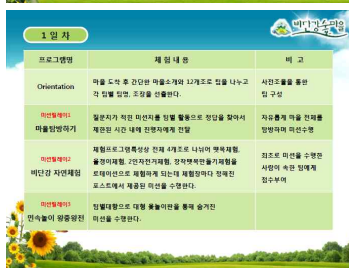 1 일 차
비단강숲마을
프로그램명 체 험 내 용 비 고
Orientation
마을 도착 후 간단한 마을소개와 12개조로 팀을 나누고
각 팀별 팀명, 조장을 선출한다.
사전조율을 통한
팀 구성
미션릴레이1
마을탐방하기
질문지가 적힌 미션지를 팀별 활동으로 정답을 찾아서
제한된 시간 내에 진행자에게 전달
자유롭게 마을 전체를
탐방하며 미션수행
미션릴레이2
비단강 자연체험
체험프로그램특성상 전체 4개조로 나뉘어 뗏목체험,
올갱이체험, 2인자전거체험, 장작뗏목만들기체험을
로테이션으로 체험하게 되는데 체험장마다 정해진
포스트에서 제공된 미션을 수행한다.
최초로 미션을 수행한
사람이 속한 팀에게
점수부여
미션릴레이3
민속놀이 왕중왕전
팀별대항으로 대형 윷놀이판을 통해 숨겨진
미션을 수행한다.